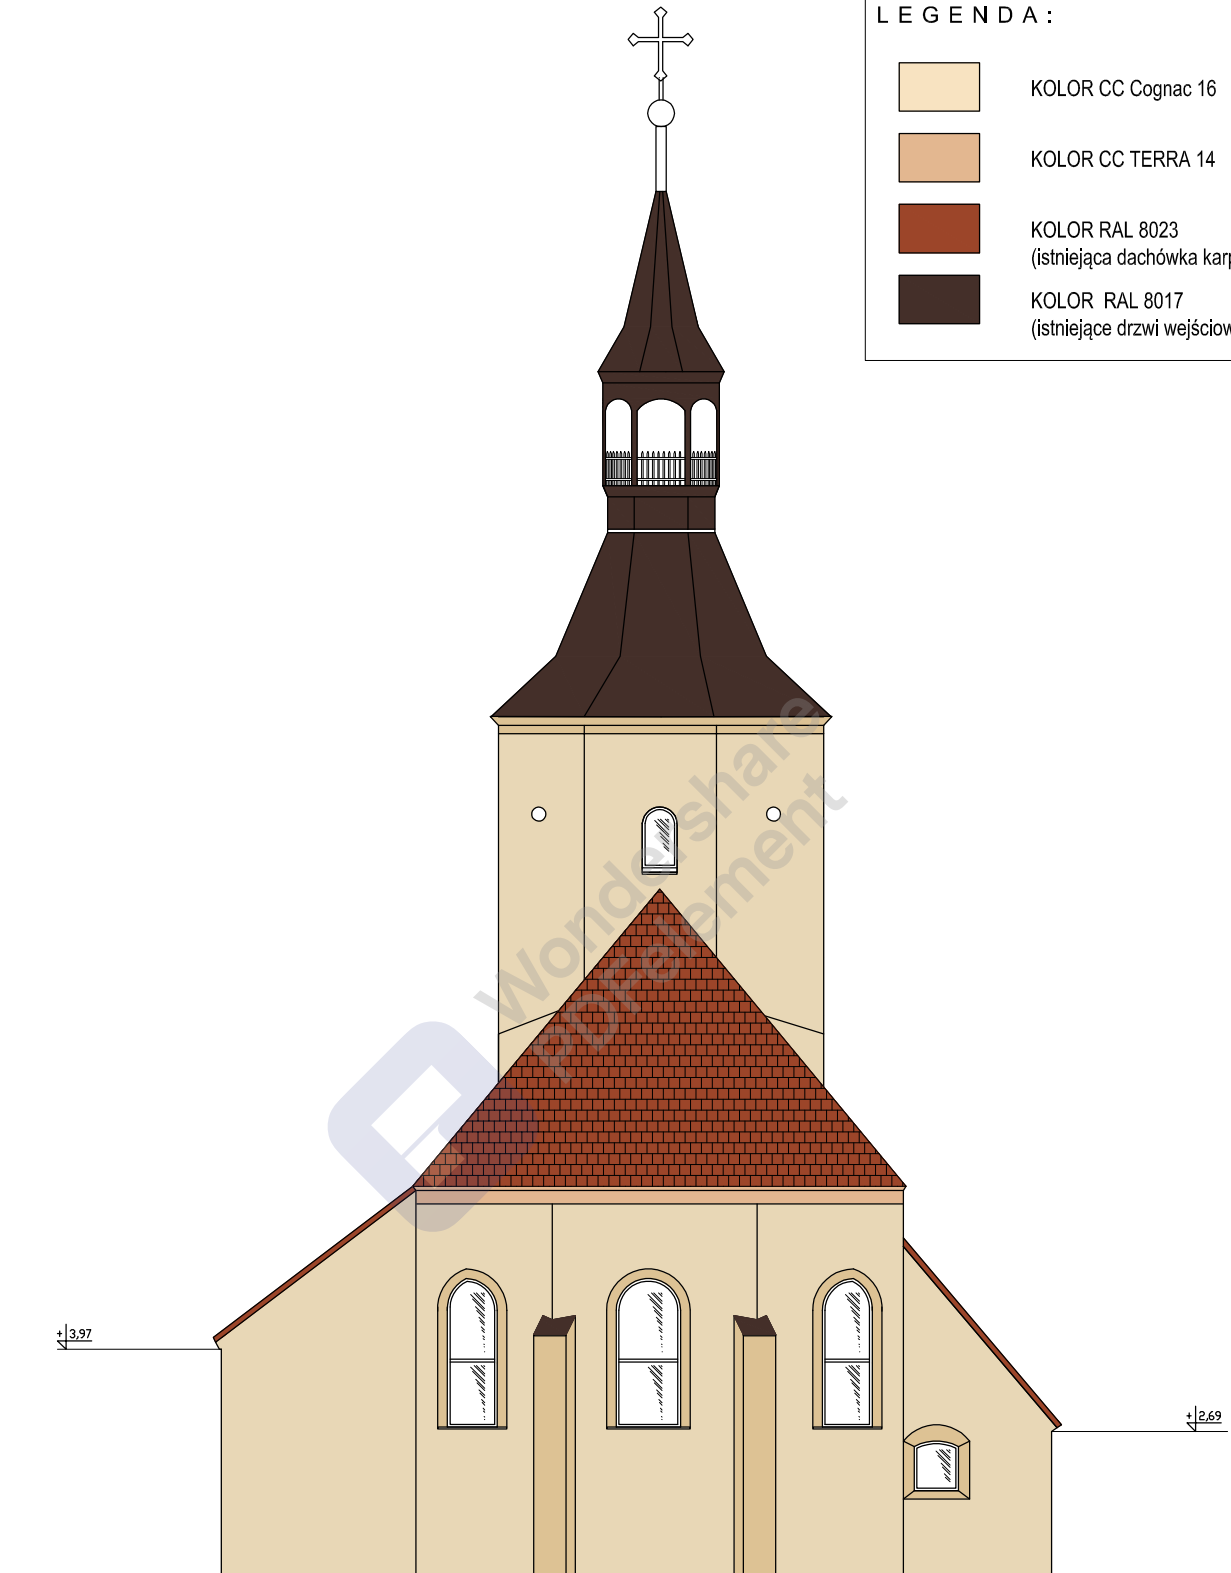 LEGENDA:
KOLOR CC Cognac 16
KOLOR CC TERRA 14
KOLOR RAL 8023
(istniejąca dachówka karp
KOLOR RAL 8017
(istniejące drzwi wejściow
Wondershare
PDFelement
+3,97
+2,69